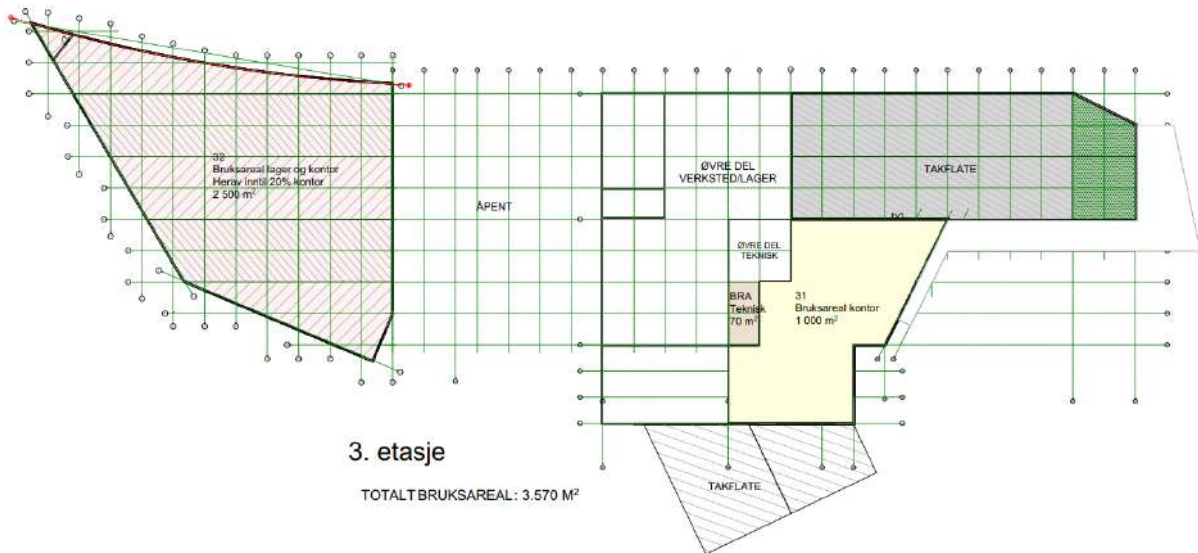 32
Bruksareal lager og kontor
Herav inntil 20% kontor
2 500 m²
ÅPENT
ØVRE DEL
VERKSTED/LAGER
TAKFLATE
ØVRE DEL
TEKNISK
BRA
Teknisk
70 m²
31
Bruksareal kontor
1 000 m²
TAKFLATE
3. etasje
TOTALT BRUKSAREAL: 3.570 M²